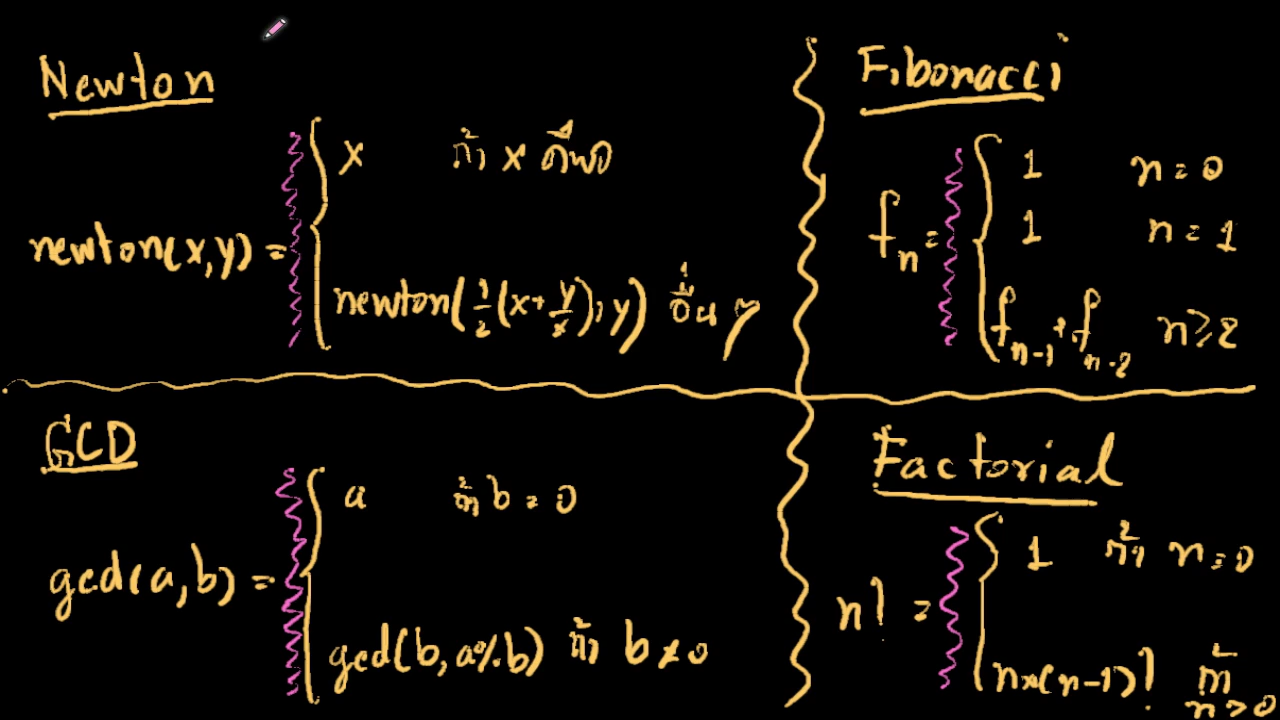 Newton
newton(x,y) =
x ถ้า x ดีพอ
newton(1/2(x+y/x), y) อื่นๆ
Fibonacci
fn =
1 n = 0
1 n = 1
fn-1 + fn-2 n≥2
GCD
gcd(a,b) =
a ถ้า b = 0
gcd(b, a%b) ถ้า b ≠ 0
Factorial
n! =
1 ถ้า n = 0
n×(n-1)! ถ้า
n > 0